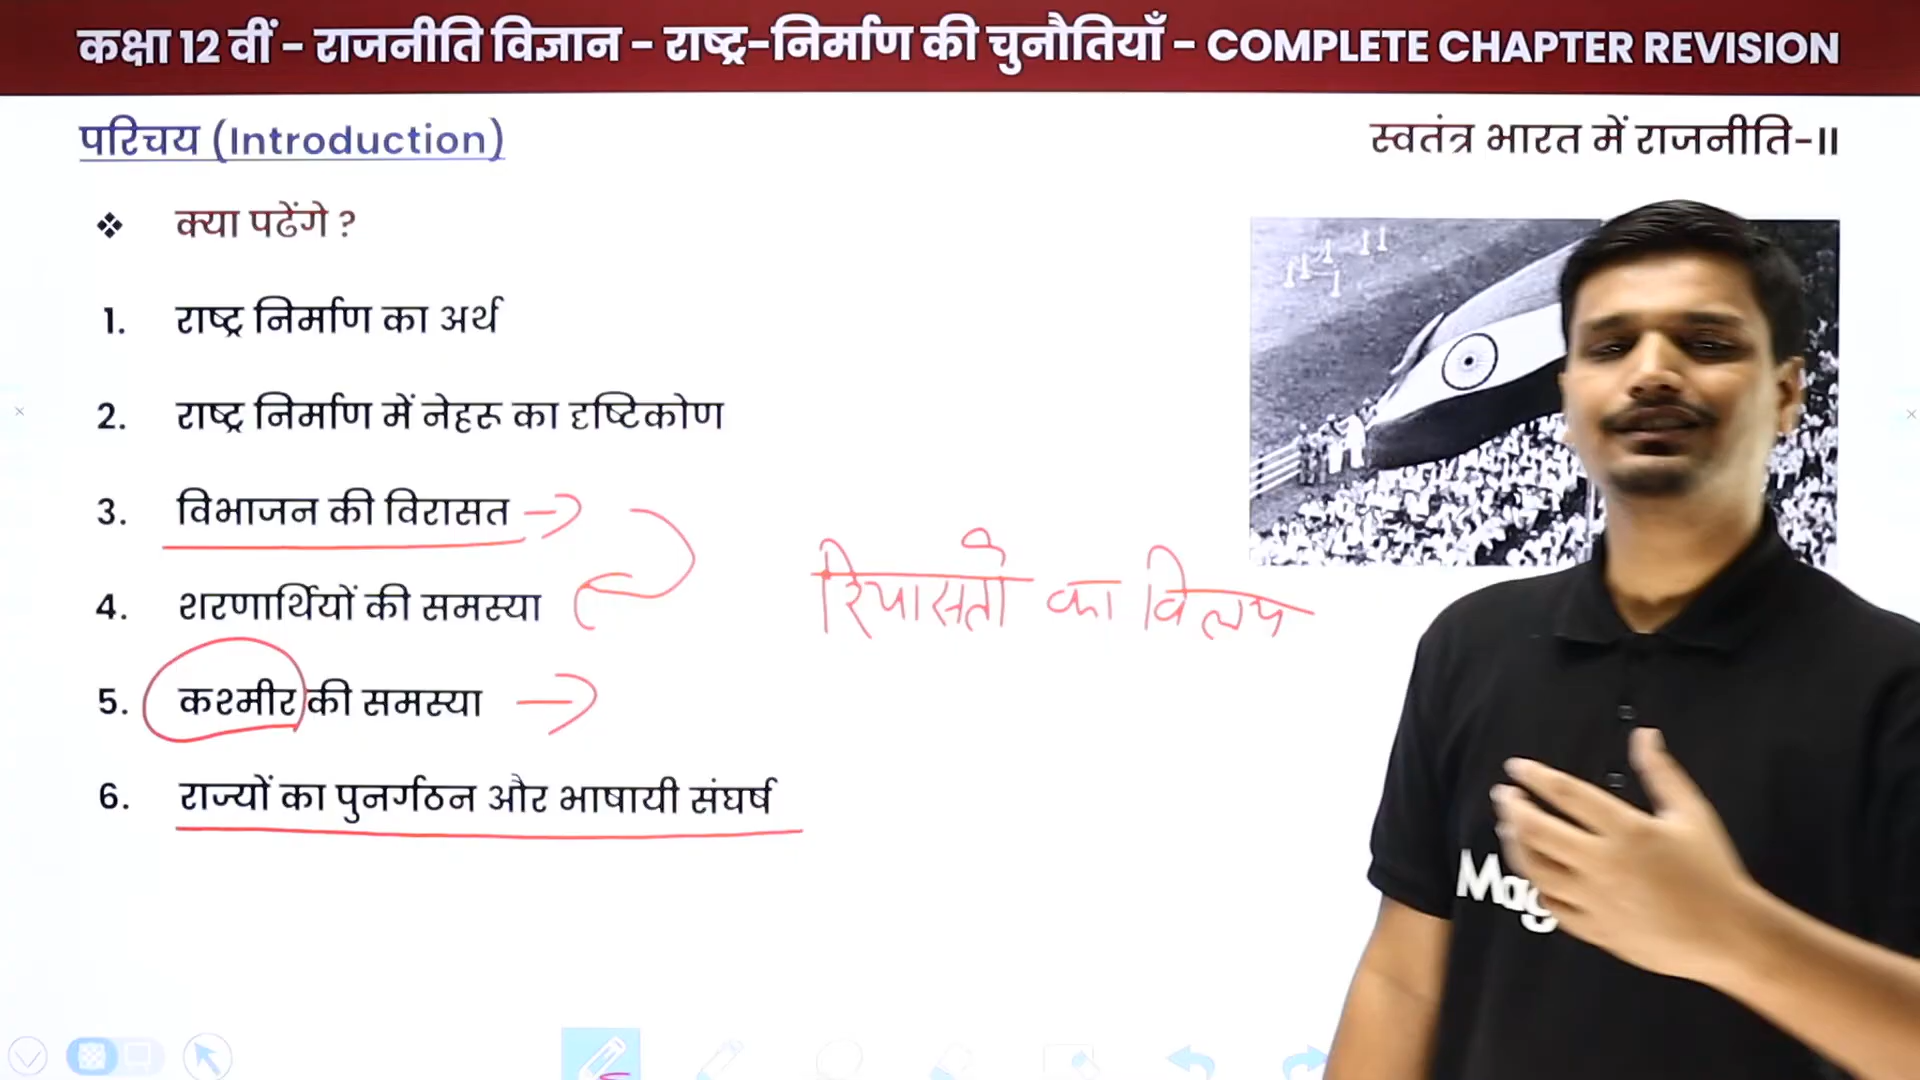 कक्षा 12 वीं - राजनीति विज्ञान - राष्ट्र-निर्माण की चुनौतियाँ - COMPLETE CHAPTER REVISION
परिचय (Introduction)
स्वतंत्र भारत में राजनीति-II
❖ क्या पढेंगे ?
1. राष्ट्र निर्माण का अर्थ
2. राष्ट्र निर्माण में नेहरू का दृष्टिकोण
3. विभाजन की विरासत
रियासतों का विलय
4. शरणार्थियों की समस्या
5. कश्मीर की समस्या
6. राज्यों का पुनर्गठन और भाषायी संघर्ष